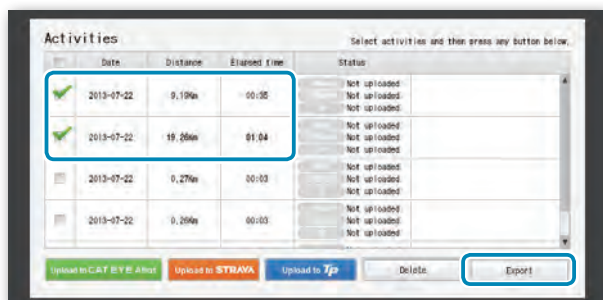 Activities
Select activities and then press any button below.
Date Distance Elapsed time Status
2013-07-22 9.19Km 00:35 Not uploaded
Not uploaded
Not uploaded
2013-07-22 19.26Km 01:04 Not uploaded
Not uploaded
Not uploaded
2013-07-22 0.27Km 00:03 Not uploaded
Not uploaded
Not uploaded
2013-07-22 0.26Km 00:03 Not uploaded
Not uploaded
Not uploaded
Upload to CAT EYE Atlas Upload to STRAVA Upload to Tp Delete Export